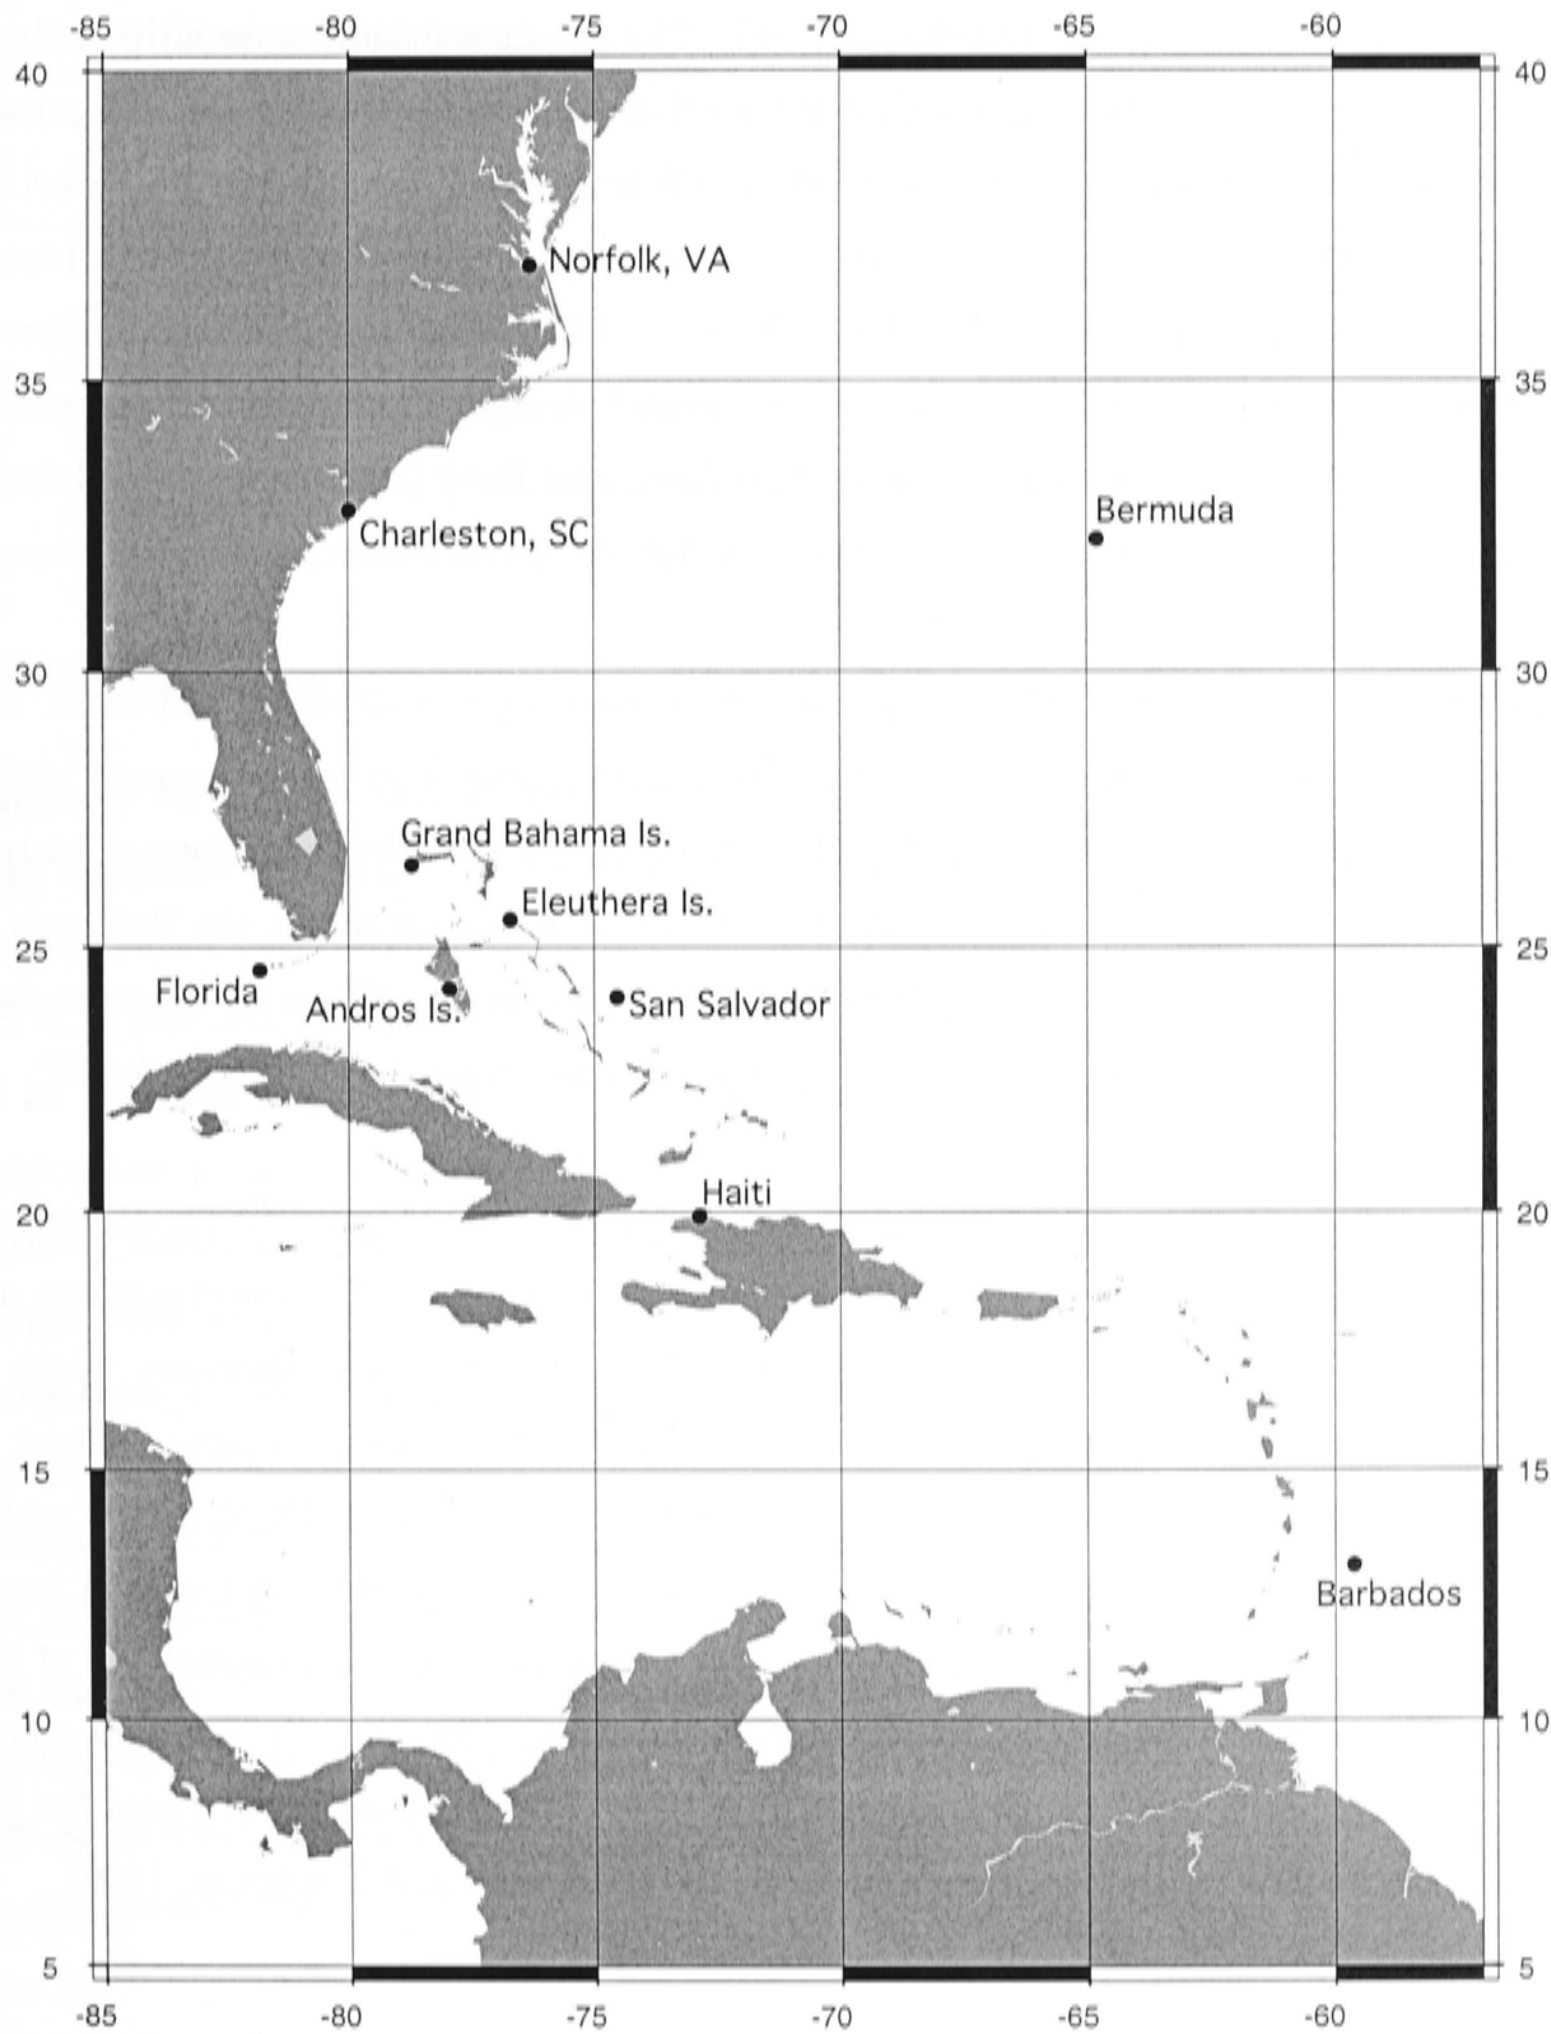 -85 -80 -75 -70 -65 -60
40 40
Norfolk, VA
35 35
Bermuda
Charleston, SC
30 30
Grand Bahama Is.
Eleuthera Is.
25 25
Florida
Andros Is.
San Salvador
Haiti
20 20
15 15
Barbados
10 10
5 5
-85 -80 -75 -70 -65 -60